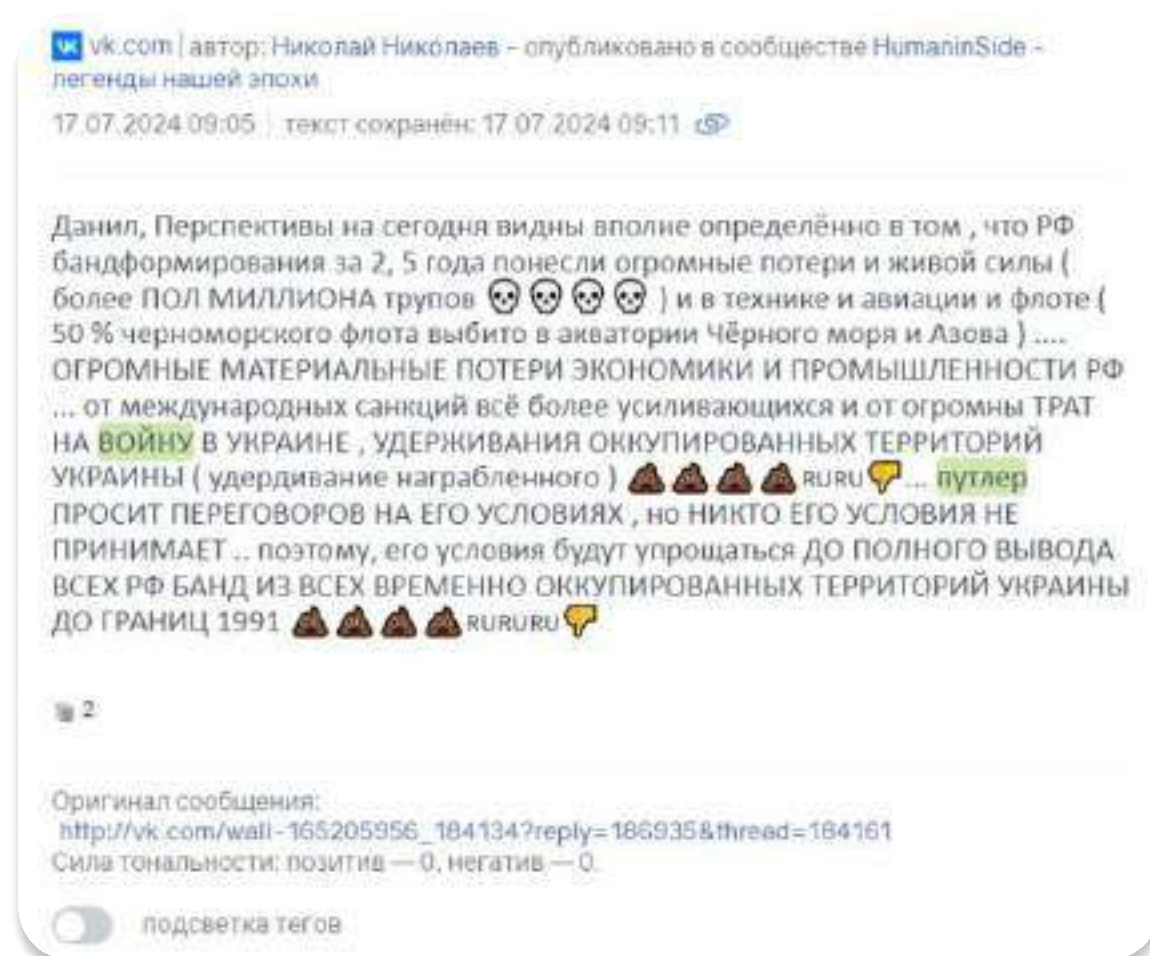 vk.com | автор: Николай Николаев – опубликовано в сообществе HumaninSide –
легенды нашей эпохи
17.07.2024 09:05 | текст сохранён: 17.07.2024 09:11
Данил, Перспективы на сегодня видны вполне определённо в том , что РФ
бандформирования за 2, 5 года понесли огромные потери и живой силы (
более ПОЛ МИЛЛИОНА трупов 💀 💀 💀 💀 ) и в технике и авиации и флоте (
50 % черноморского флота выбито в акватории Чёрного моря и Азова ) ....
ОГРОМНЫЕ МАТЕРИАЛЬНЫЕ ПОТЕРИ ЭКОНОМИКИ И ПРОМЫШЛЕННОСТИ РФ
... от международных санкций всё более усиливающихся и от огромны ТРАТ
НА ВОЙНУ В УКРАИНЕ , УДЕРЖИВАНИЯ ОККУПИРОВАННЫХ ТЕРРИТОРИЙ
УКРАИНЫ ( удердивание награбленного ) 💩 💩 💩 💩 RURU👎... путлер
ПРОСИТ ПЕРЕГОВОРОВ НА ЕГО УСЛОВИЯХ , но НИКТО ЕГО УСЛОВИЯ НЕ
ПРИНИМАЕТ .. поэтому, его условия будут упрощаться ДО ПОЛНОГО ВЫВОДА
ВСЕХ РФ БАНД ИЗ ВСЕХ ВРЕМЕННО ОККУПИРОВАННЫХ ТЕРРИТОРИЙ УКРАИНЫ
ДО ГРАНИЦ 1991 💩 💩 💩 💩 RURURU👎
2
Оригинал сообщения:
http://vk.com/wall-165205956_184134?reply=186935&thread=184161
Сила тональности: позитив — 0, негатив — 0.
подсветка тегов